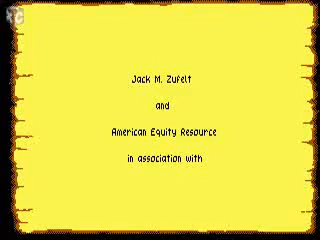 Jack M. Zufelt
and
American Equity Resource
in association with